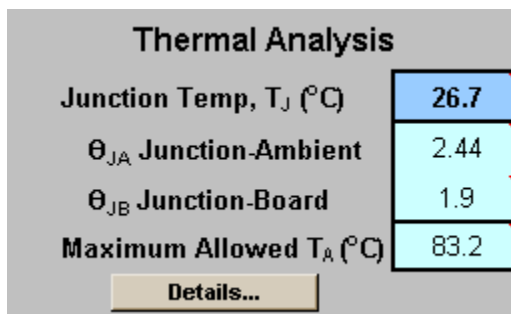 Thermal Analysis
Junction Temp, TJ (°C) 26.7
ΘJA Junction-Ambient 2.44
ΘJB Junction-Board 1.9
Maximum Allowed TA (°C) 83.2
Details...